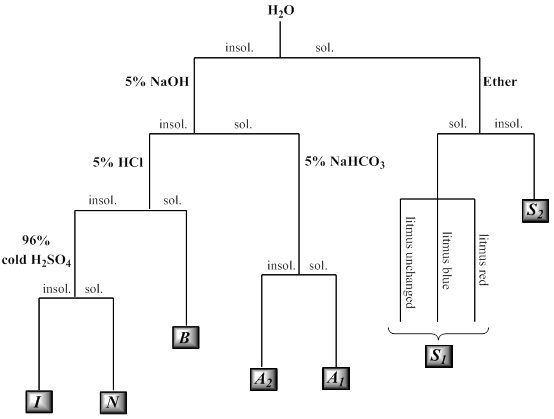 H₂O
insol. sol.
5% NaOH
Ether
insol. sol.
sol. insol.
5% HCl
5% NaHCO₃
insol. sol.
S₂
litmus unchanged
litmus blue
litmus red
96%
cold H₂SO₄
insol. sol.
insol. sol.
B
S₁
I
N
A₂
A₁